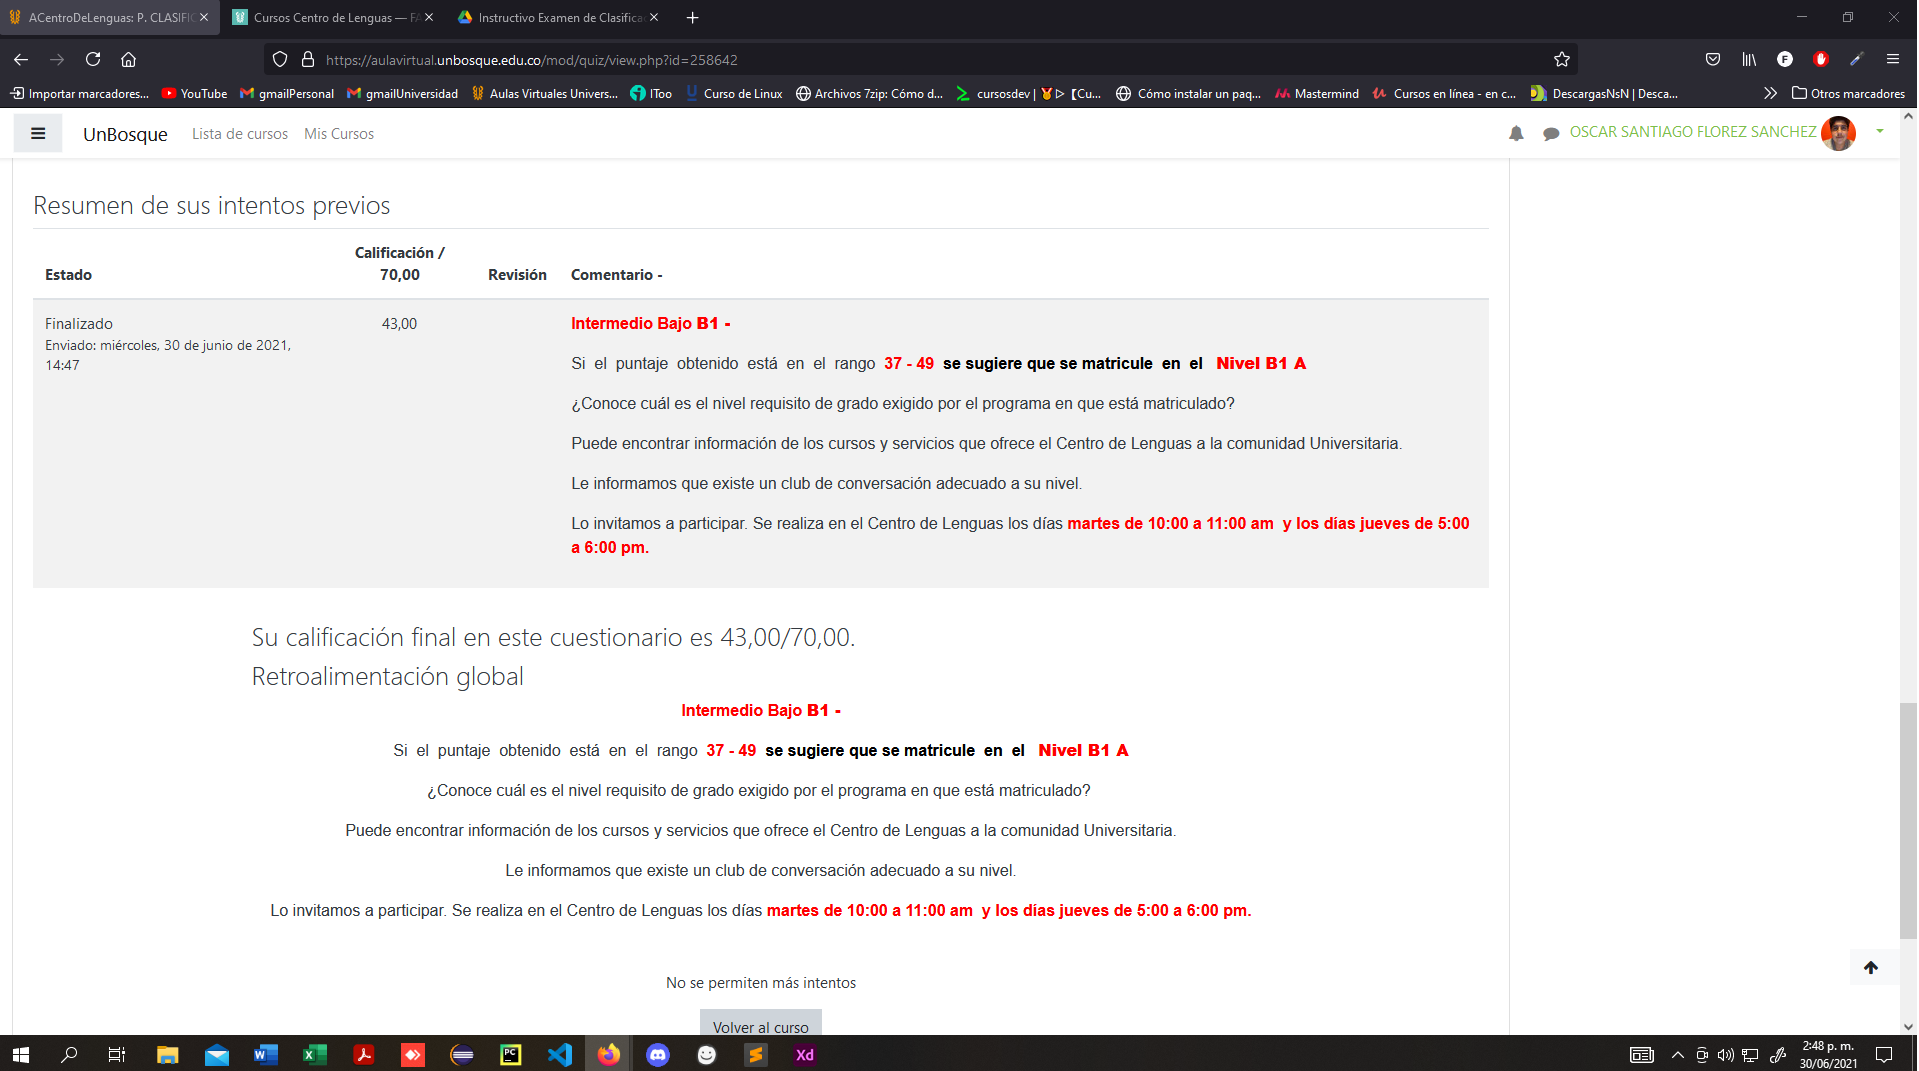 ACentroDeLenguas: P. CLASIFIC
Cursos Centro de Lenguas — FA
Instructivo Examen de Clasifica
https://aulavirtual.unbosque.edu.co/mod/quiz/view.php?id=258642
Importar marcadores...
YouTube
gmailPersonal
gmailUniversidad
Aulas Virtuales Univers...
IToo
Curso de Linux
Archivos 7zip: Cómo d...
cursosdev | 🏅▷ 【Cu...
Cómo instalar un paq...
Mastermind
Cursos en línea - en c...
DescargasNsN | Desca...
Otros marcadores
UnBosque
Lista de cursos
Mis Cursos
OSCAR SANTIAGO FLOREZ SANCHEZ
Resumen de sus intentos previos
Estado
Calificación /
70,00
Revisión
Comentario -
Finalizado
Enviado: miércoles, 30 de junio de 2021,
14:47
43,00
Intermedio Bajo B1 -
Si el puntaje obtenido está en el rango 37 - 49 se sugiere que se matricule en el Nivel B1 A
¿Conoce cuál es el nivel requisito de grado exigido por el programa en que está matriculado?
Puede encontrar información de los cursos y servicios que ofrece el Centro de Lenguas a la comunidad Universitaria.
Le informamos que existe un club de conversación adecuado a su nivel.
Lo invitamos a participar. Se realiza en el Centro de Lenguas los días martes de 10:00 a 11:00 am y los días jueves de 5:00
a 6:00 pm.
Su calificación final en este cuestionario es 43,00/70,00.
Retroalimentación global
Intermedio Bajo B1 -
Si el puntaje obtenido está en el rango 37 - 49 se sugiere que se matricule en el Nivel B1 A
¿Conoce cuál es el nivel requisito de grado exigido por el programa en que está matriculado?
Puede encontrar información de los cursos y servicios que ofrece el Centro de Lenguas a la comunidad Universitaria.
Le informamos que existe un club de conversación adecuado a su nivel.
Lo invitamos a participar. Se realiza en el Centro de Lenguas los días martes de 10:00 a 11:00 am y los días jueves de 5:00 a 6:00 pm.
No se permiten más intentos
Volver al curso
PC
Xd
2:48 p. m.
30/06/2021